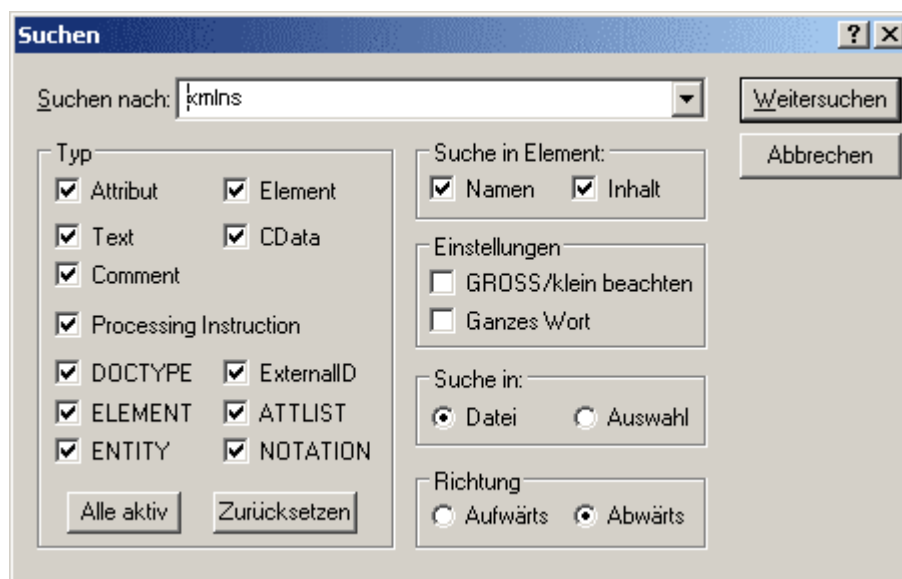 Suchen
Suchen nach: xmlns
Weitersuchen
Abbrechen
Typ
Attribut Element
Text CData
Comment
Processing Instruction
DOCTYPE ExternalID
ELEMENT ATTLIST
ENTITY NOTATION
Alle aktiv Zurücksetzen
Suche in Element:
Namen Inhalt
Einstellungen
GROSS/klein beachten
Ganzes Wort
Suche in:
Datei Auswahl
Richtung
Aufwärts Abwärts